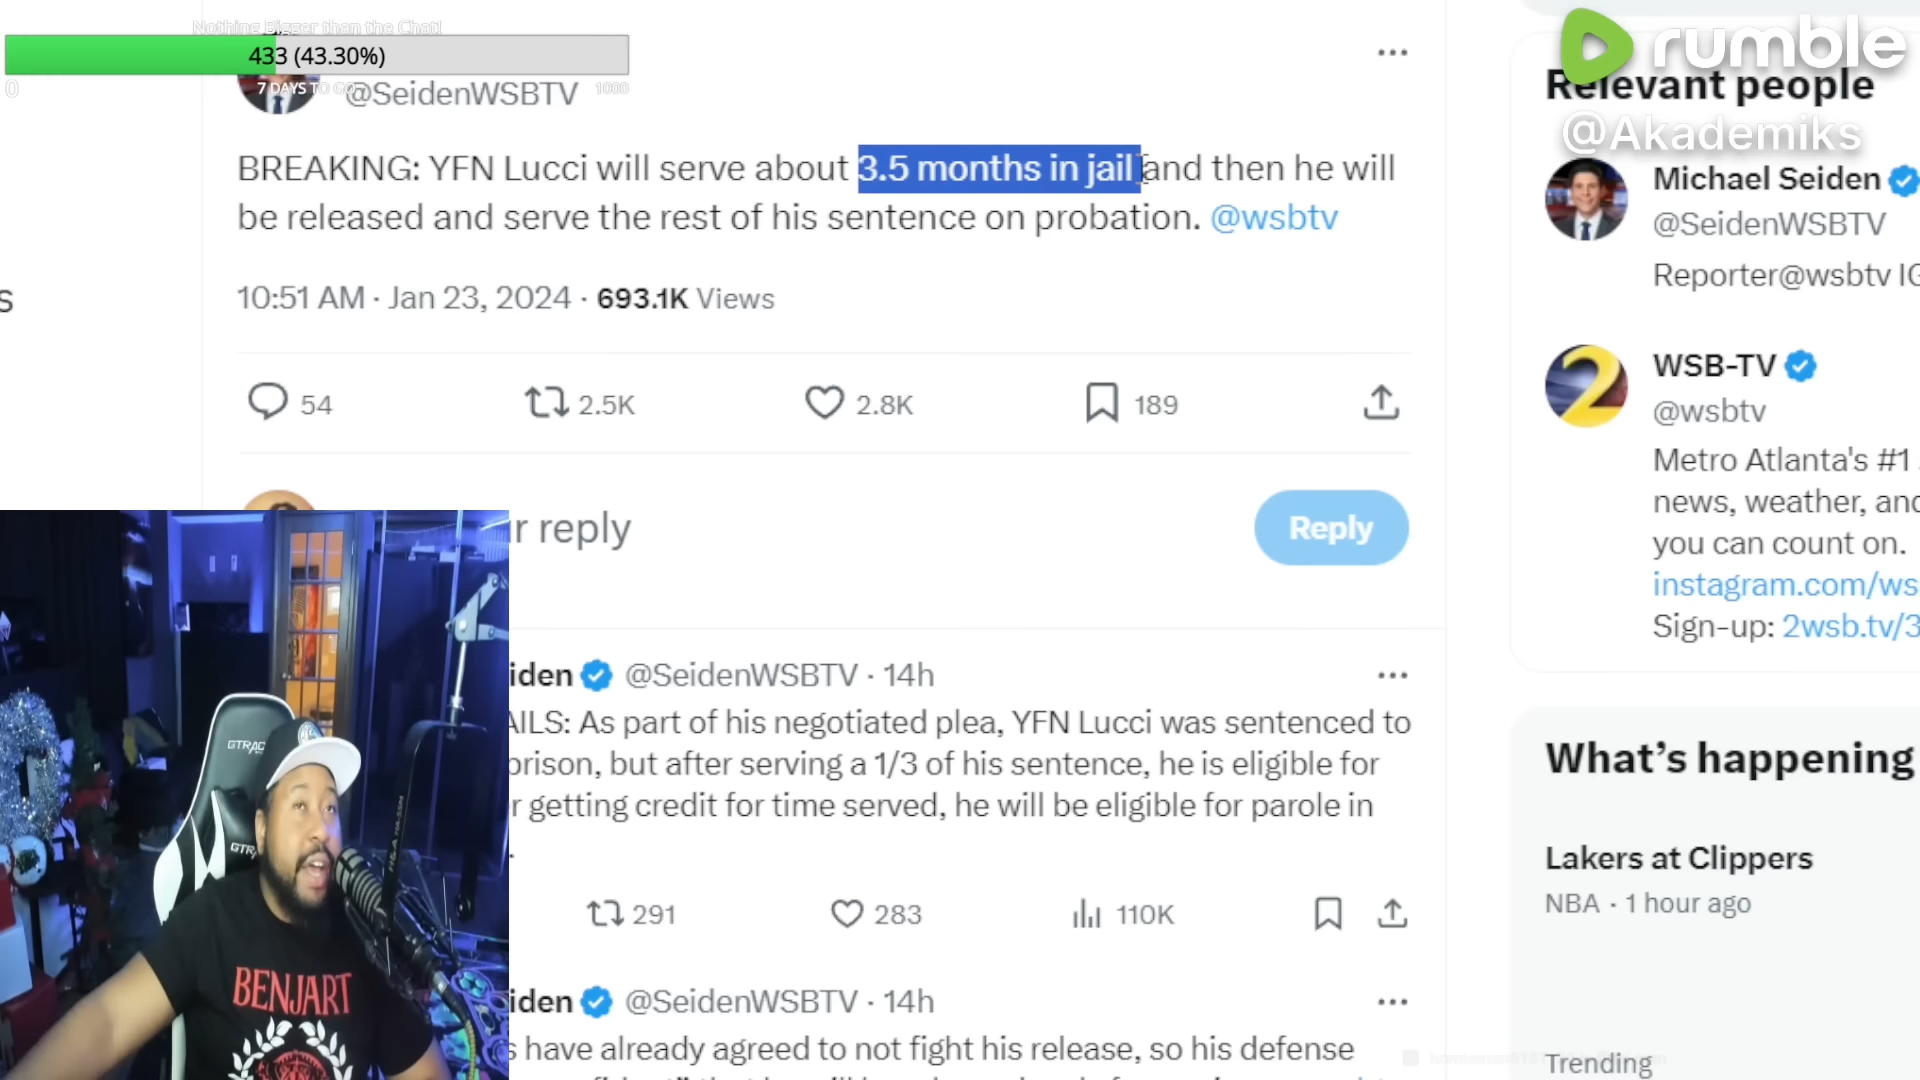 Nothing Bigger than the Chat!
433 (43.30%)
0
7 DAYS TO GO
1000
@SeidenWSBTV
BREAKING: YFN Lucci will serve about 3.5 months in jail and then he will
be released and serve the rest of his sentence on probation. @wsbtv
10:51 AM · Jan 23, 2024 · 693.1K Views
54
2.5K
2.8K
189
r reply
Reply
iden @SeidenWSBTV · 14h
AILS: As part of his negotiated plea, YFN Lucci was sentenced to
prison, but after serving a 1/3 of his sentence, he is eligible for
r getting credit for time served, he will be eligible for parole in
291
283
110K
iden @SeidenWSBTV · 14h
s have already agreed to not fight his release, so his defense
s
rumble
@Akademiks
Relevant people
Michael Seiden
@SeidenWSBTV
Reporter@wsbtv IG
2
WSB-TV
@wsbtv
Metro Atlanta's #1
news, weather, and
you can count on.
instagram.com/ws
Sign-up: 2wsb.tv/3
What's happening
Lakers at Clippers
NBA · 1 hour ago
Trending
GTRAC
GTR
BENJART